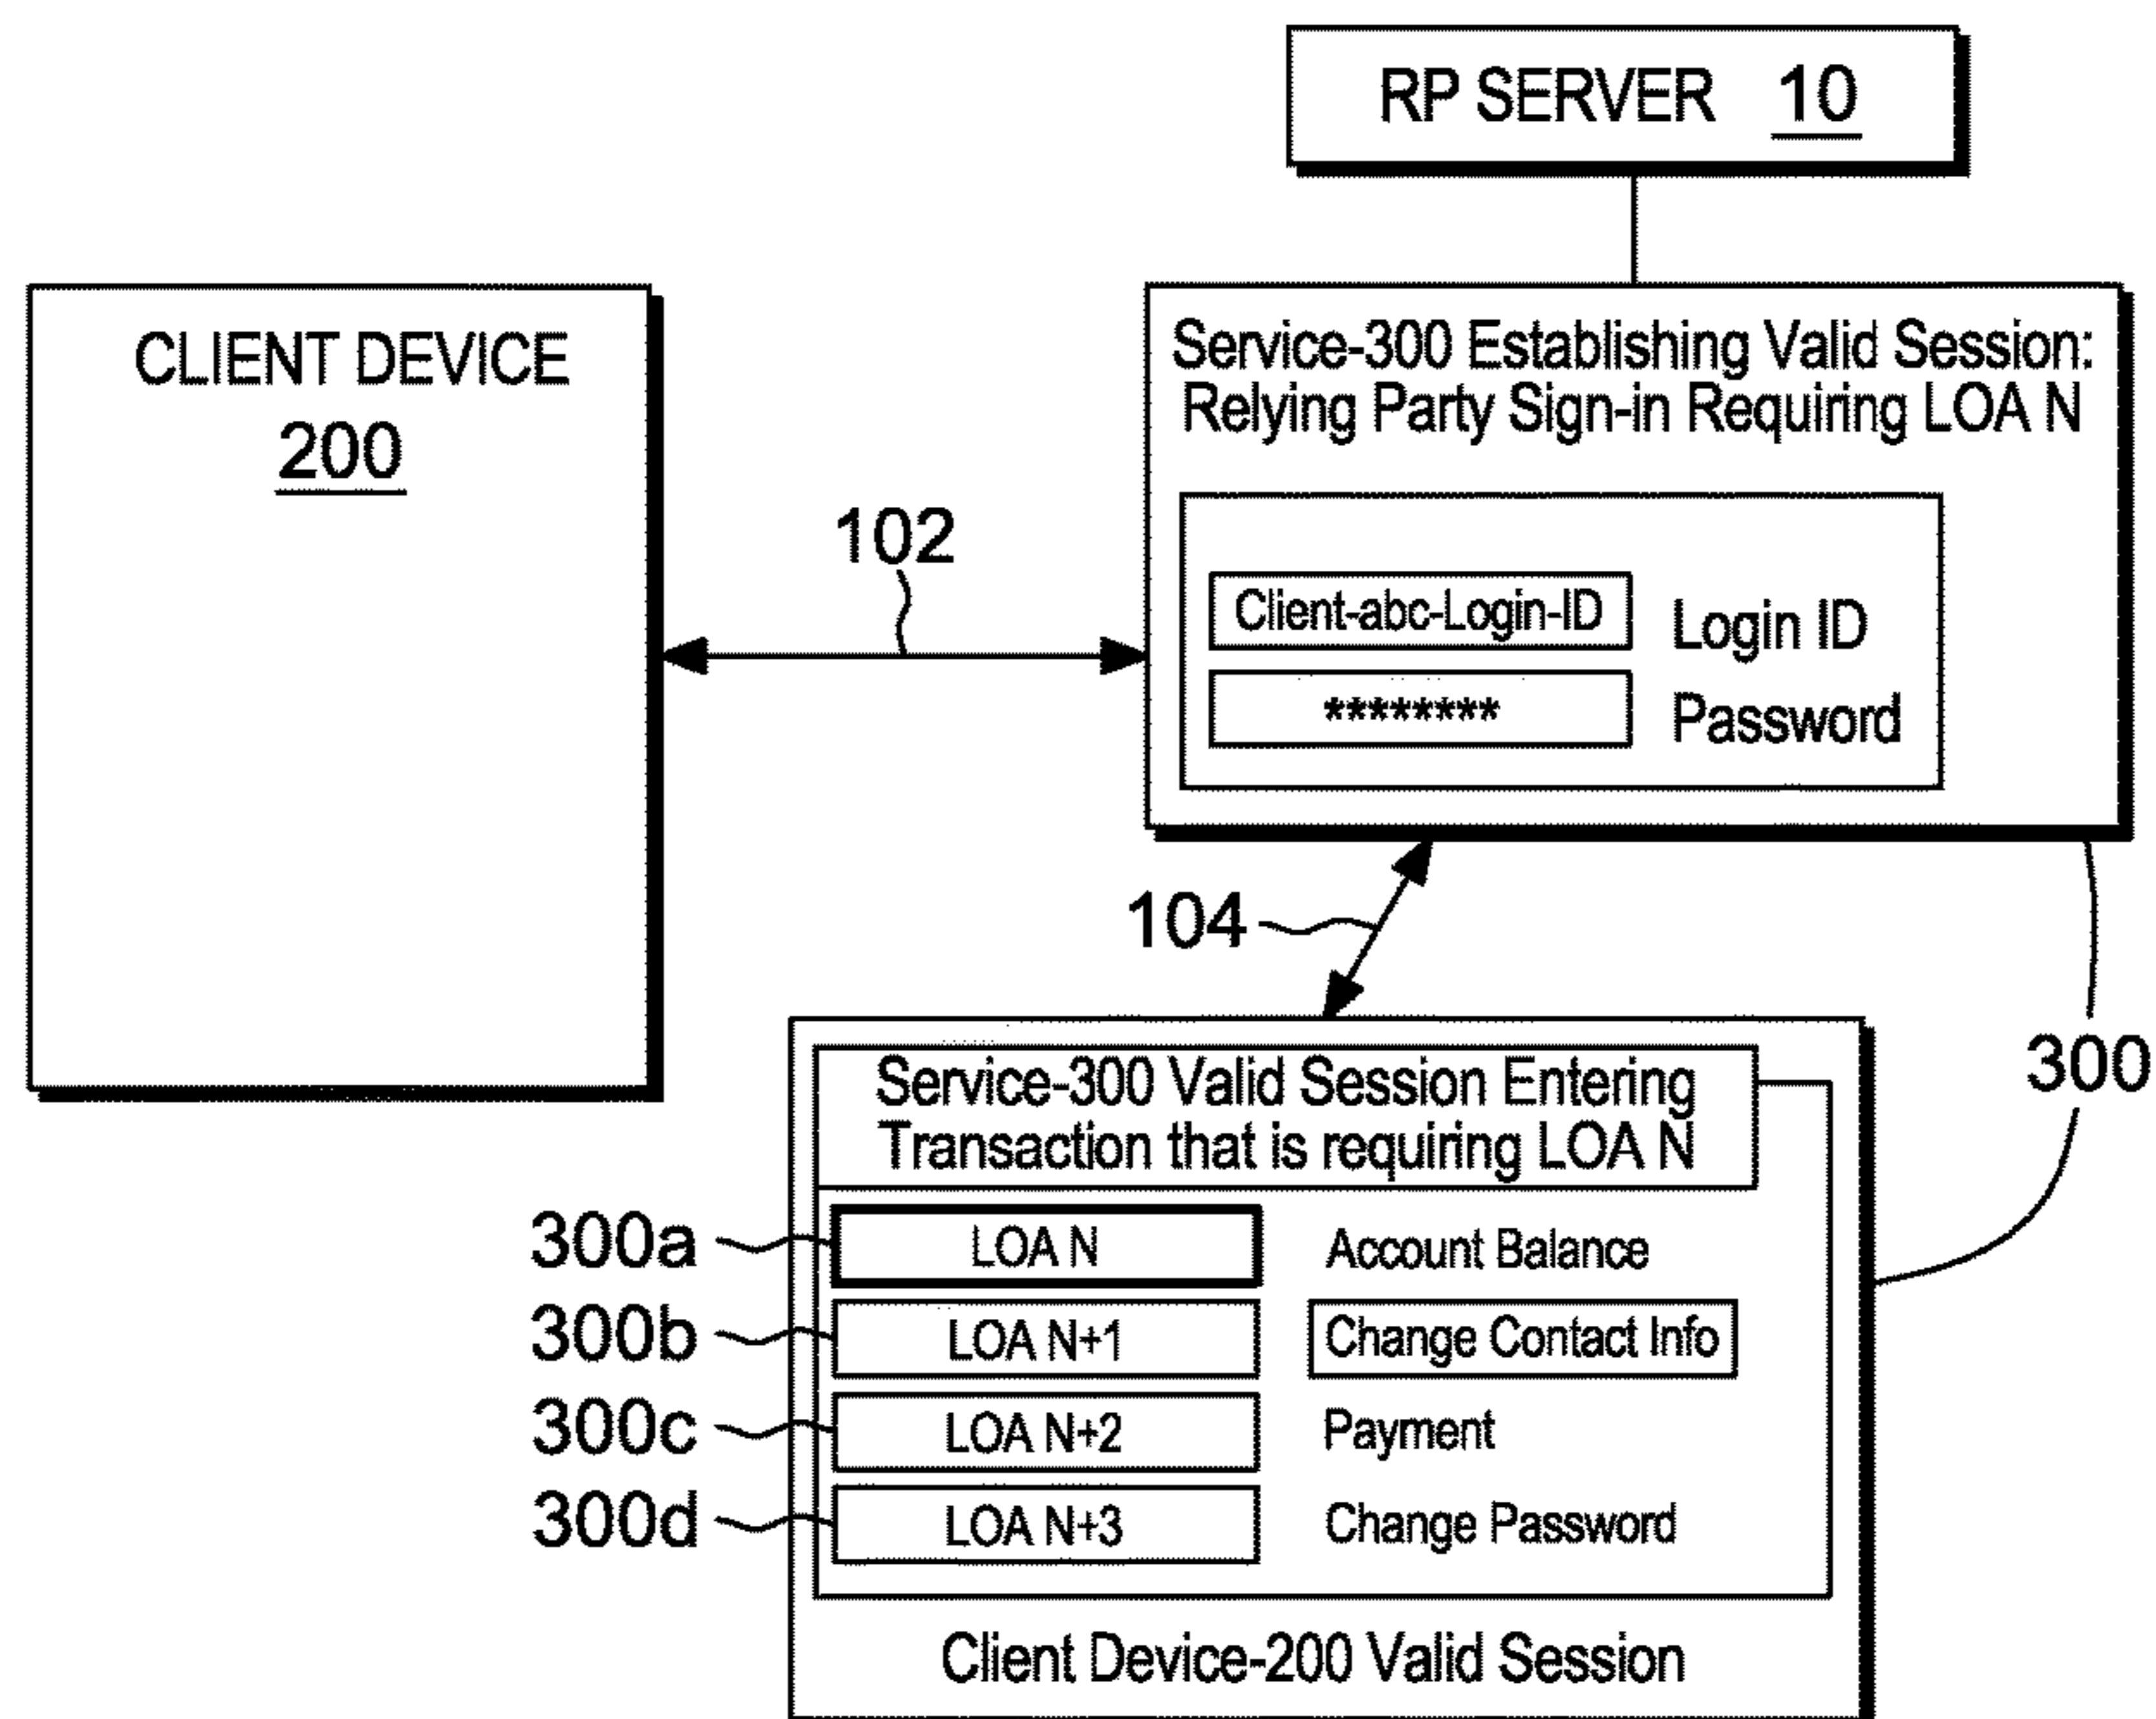 RP SERVER 10
CLIENT DEVICE
200
Service-300 Establishing Valid Session:
Relying Party Sign-in Requiring LOA N
102
Client-abc-Login-ID Login ID
******** Password
104
300
Service-300 Valid Session Entering
Transaction that is requiring LOA N
300a LOA N Account Balance
300b LOA N+1 Change Contact Info
300c LOA N+2 Payment
300d LOA N+3 Change Password
Client Device-200 Valid Session